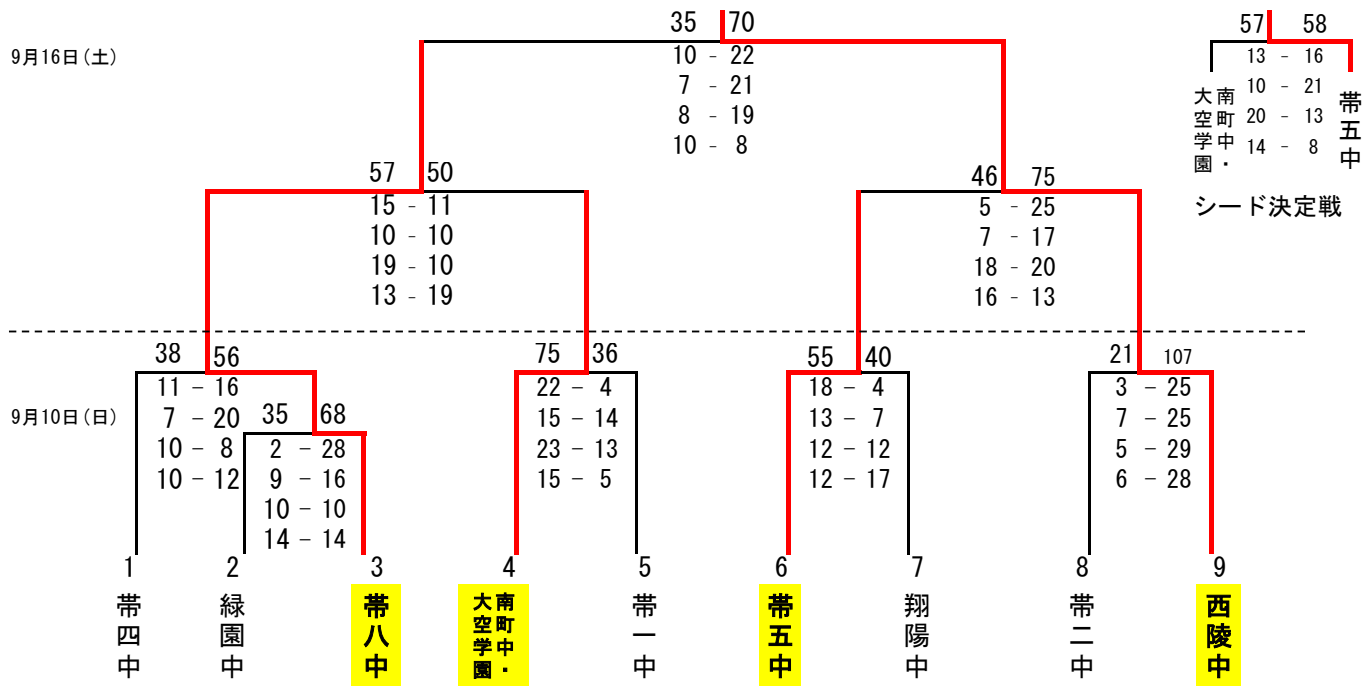 35 70
10 - 22
7 - 21
8 - 19
10 - 8
9月16日(土)
57 58
13 - 16
10 - 21
20 - 13
14 - 8
南町中・
大空学園
帯五中
シード決定戦
57 50
15 - 11
10 - 10
19 - 10
13 - 19
46 75
5 - 25
7 - 17
18 - 20
16 - 13
9月10日(日)
38 56
11 - 16
7 - 20
10 - 8
10 - 12
35 68
2 - 28
9 - 16
10 - 10
14 - 14
75 36
22 - 4
15 - 14
23 - 13
15 - 5
55 40
18 - 4
13 - 7
12 - 12
12 - 17
21 107
3 - 25
7 - 25
5 - 29
6 - 28
1 2 3 4 5 6 7 8 9
帯四中
緑園中
帯八中
南町中・
大空学園
帯一中
帯五中
翔陽中
帯二中
西陵中